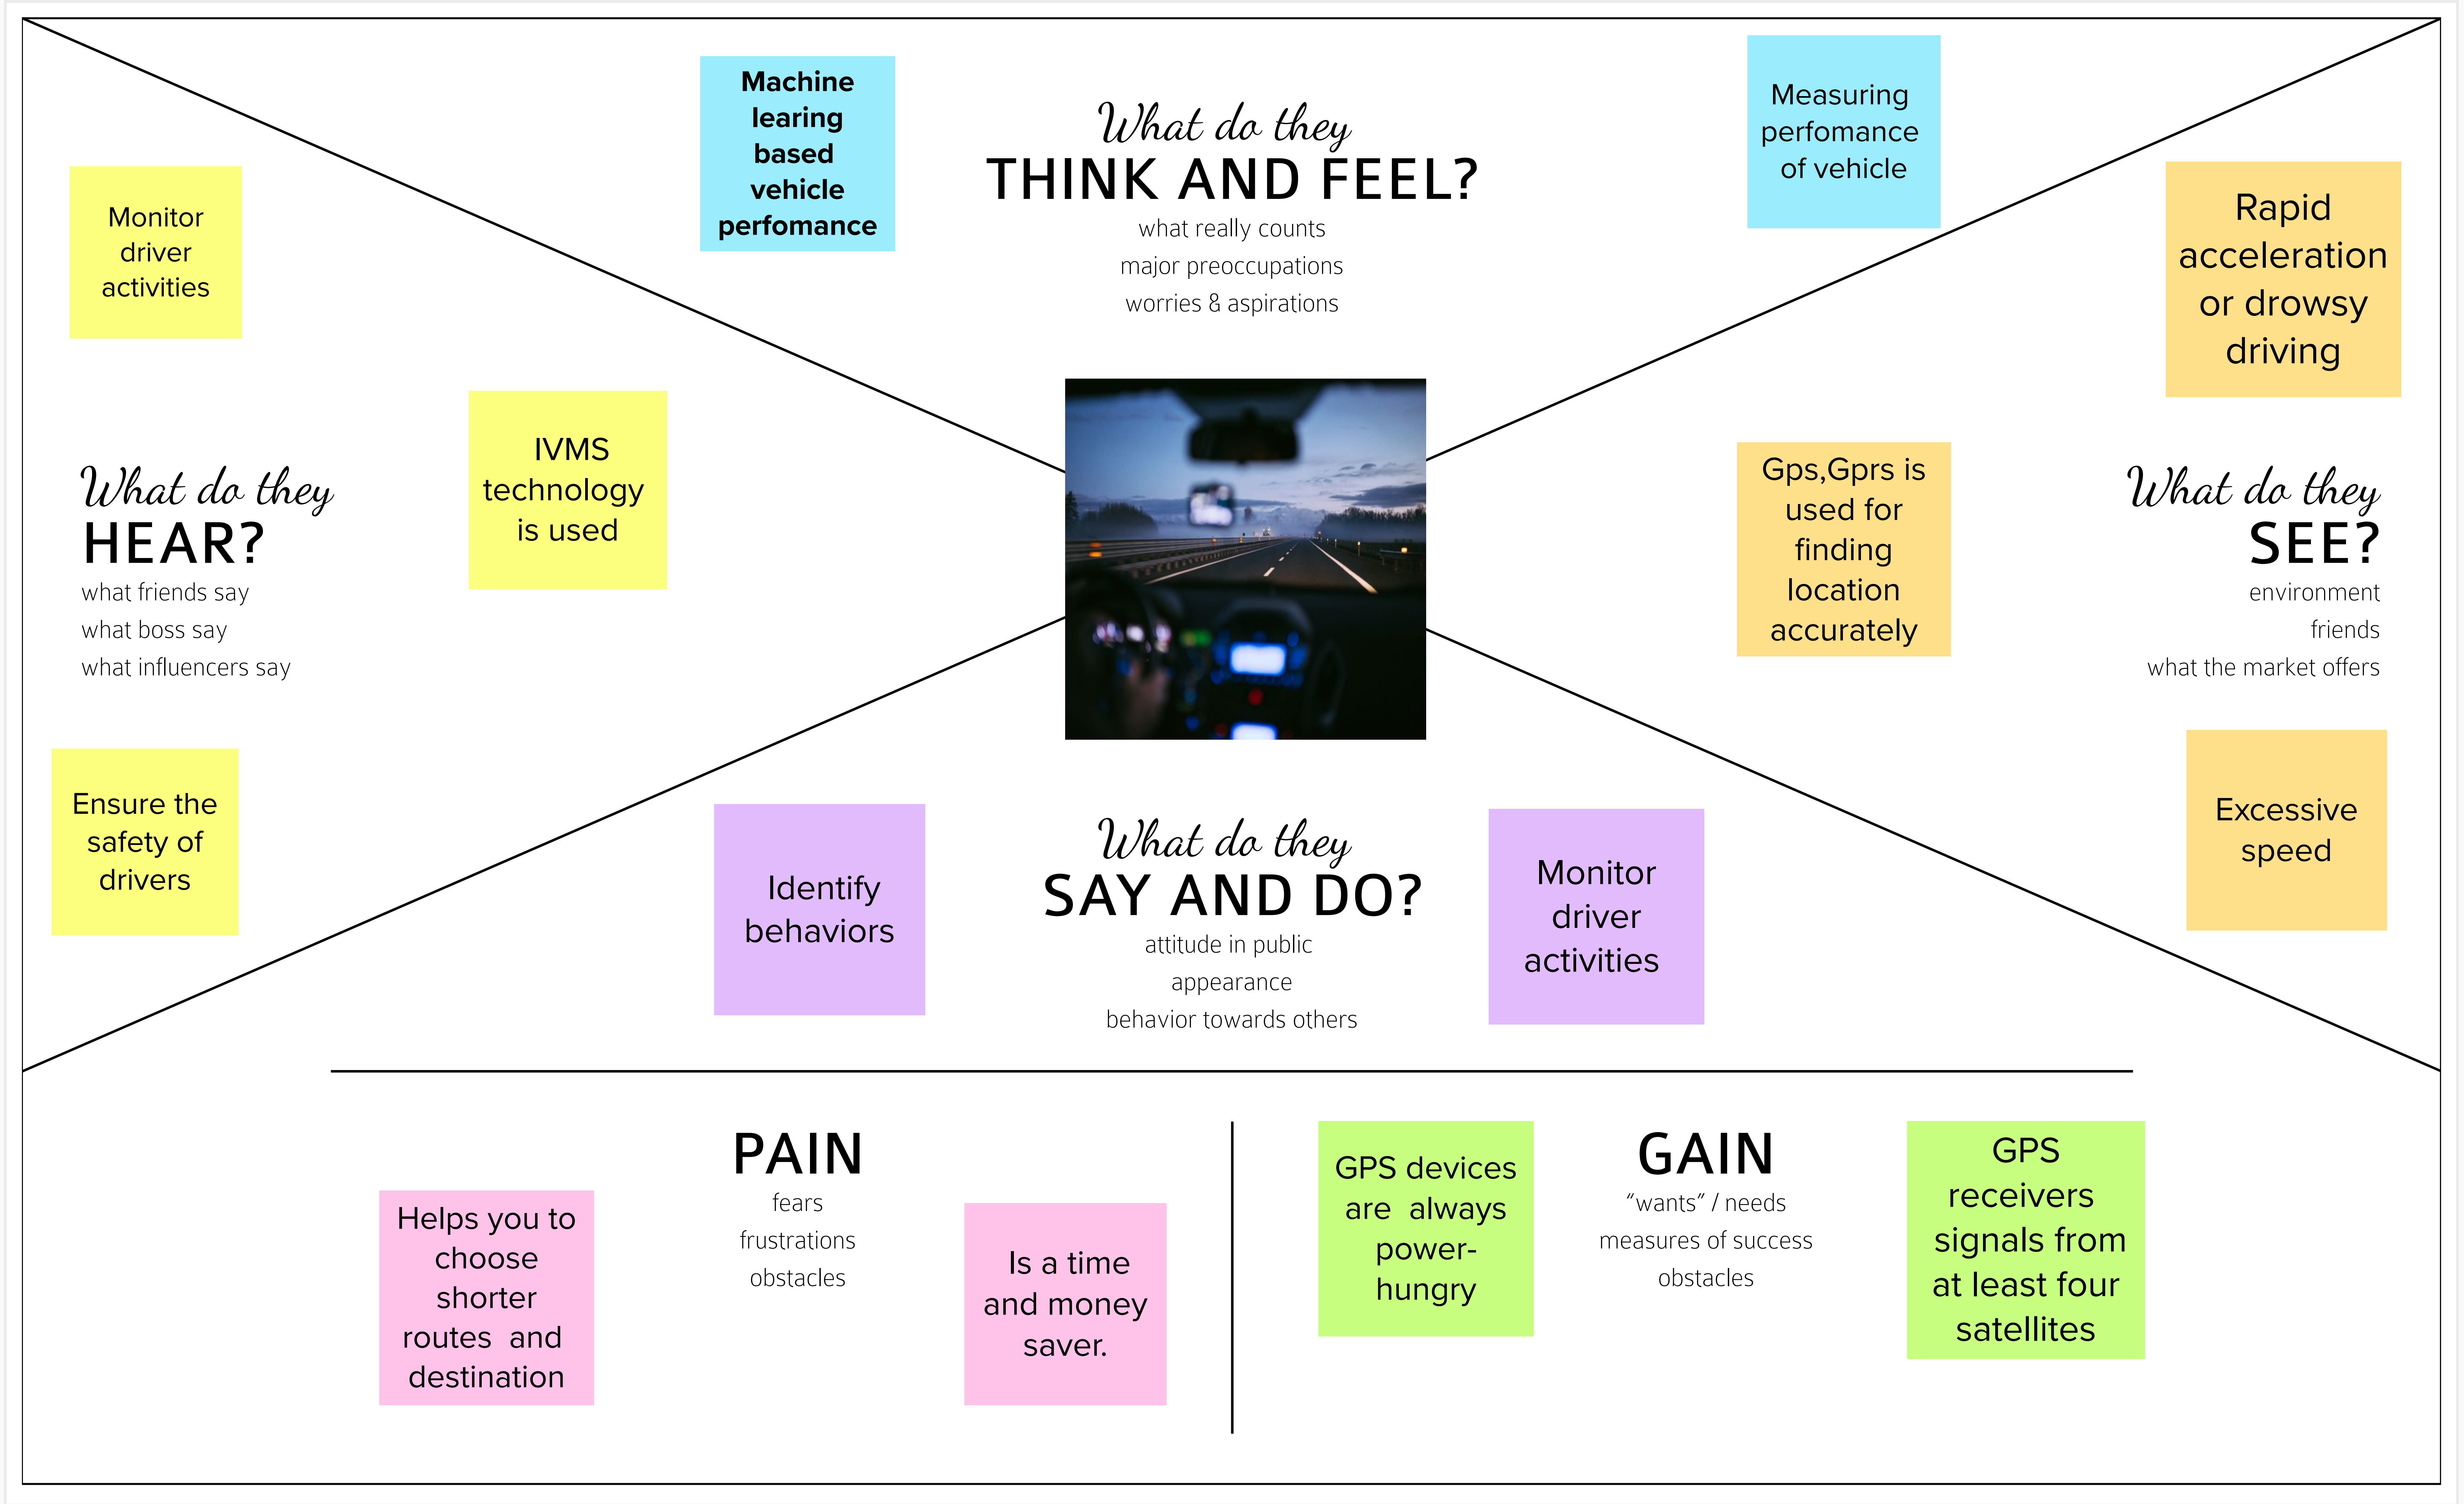 Machine
learing
based
vehicle
perfomance
What do they
THINK AND FEEL?
what really counts
major preoccupations
worries & aspirations
Measuring
perfomance
of vehicle
Monitor
driver
activities
IVMS
technology
is used
What do they
HEAR?
what friends say
what boss say
what influencers say
Ensure the
safety of
drivers
Rapid
acceleration
or drowsy
driving
Gps,Gprs is
used for
finding
location
accurately
What do they
SEE?
environment
friends
what the market offers
Excessive
speed
Identify
behaviors
What do they
SAY AND DO?
attitude in public
appearance
behavior towards others
Monitor
driver
activities
PAIN
fears
frustrations
obstacles
Helps you to
choose
shorter
routes  and
destination
Is a time
and money
saver.
GPS devices
are  always
power-
hungry
GAIN
“wants” / needs
measures of success
obstacles
GPS
receivers
signals from
at least four
satellites